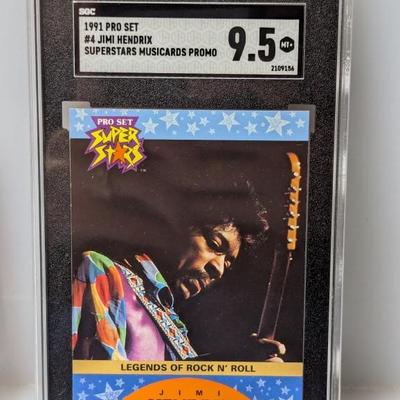 SGC
1991 PRO SET
#4 JIMI HENDRIX
SUPERSTARS MUSICARDS PROMO
9.5
MT+
2109156
PRO SET
SUPER
STARS
TM
LEGENDS OF ROCK N' ROLL
JIMI